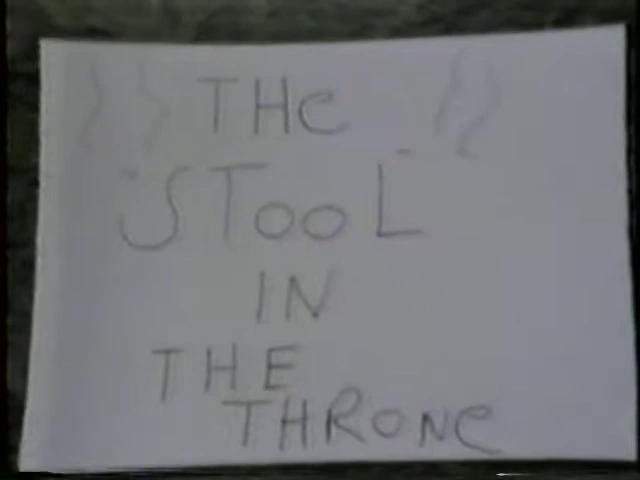 THe
"STooL"
IN
THE
THRONe